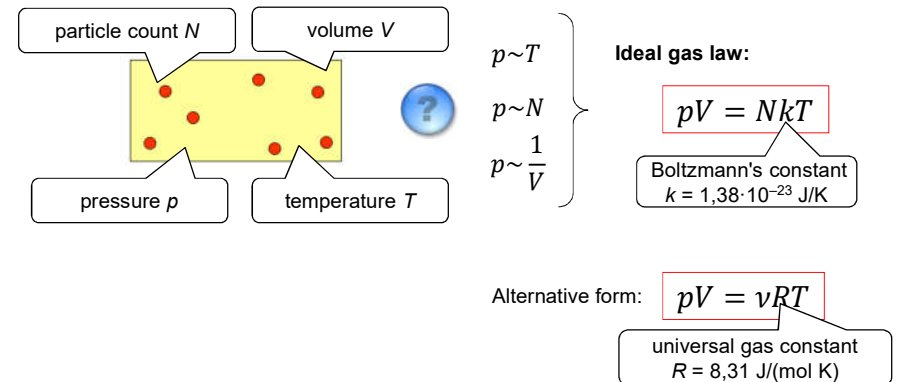 particle count N
volume V
pressure p
temperature T
?
p~T
p~N
p~ 1/V
Ideal gas law:
pV = NkT
Boltzmann's constant
k = 1,38·10⁻²³ J/K
Alternative form:
pV = νRT
universal gas constant
R = 8,31 J/(mol K)